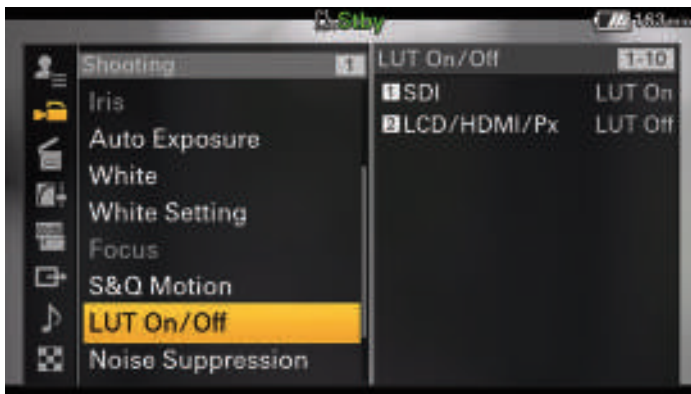 Stby 163min
Shooting 1
Iris
Auto Exposure
White
White Setting
Focus
S&Q Motion
LUT On/Off
Noise Suppression
LUT On/Off 1-10
1 SDI LUT On
2 LCD/HDMI/Px LUT Off